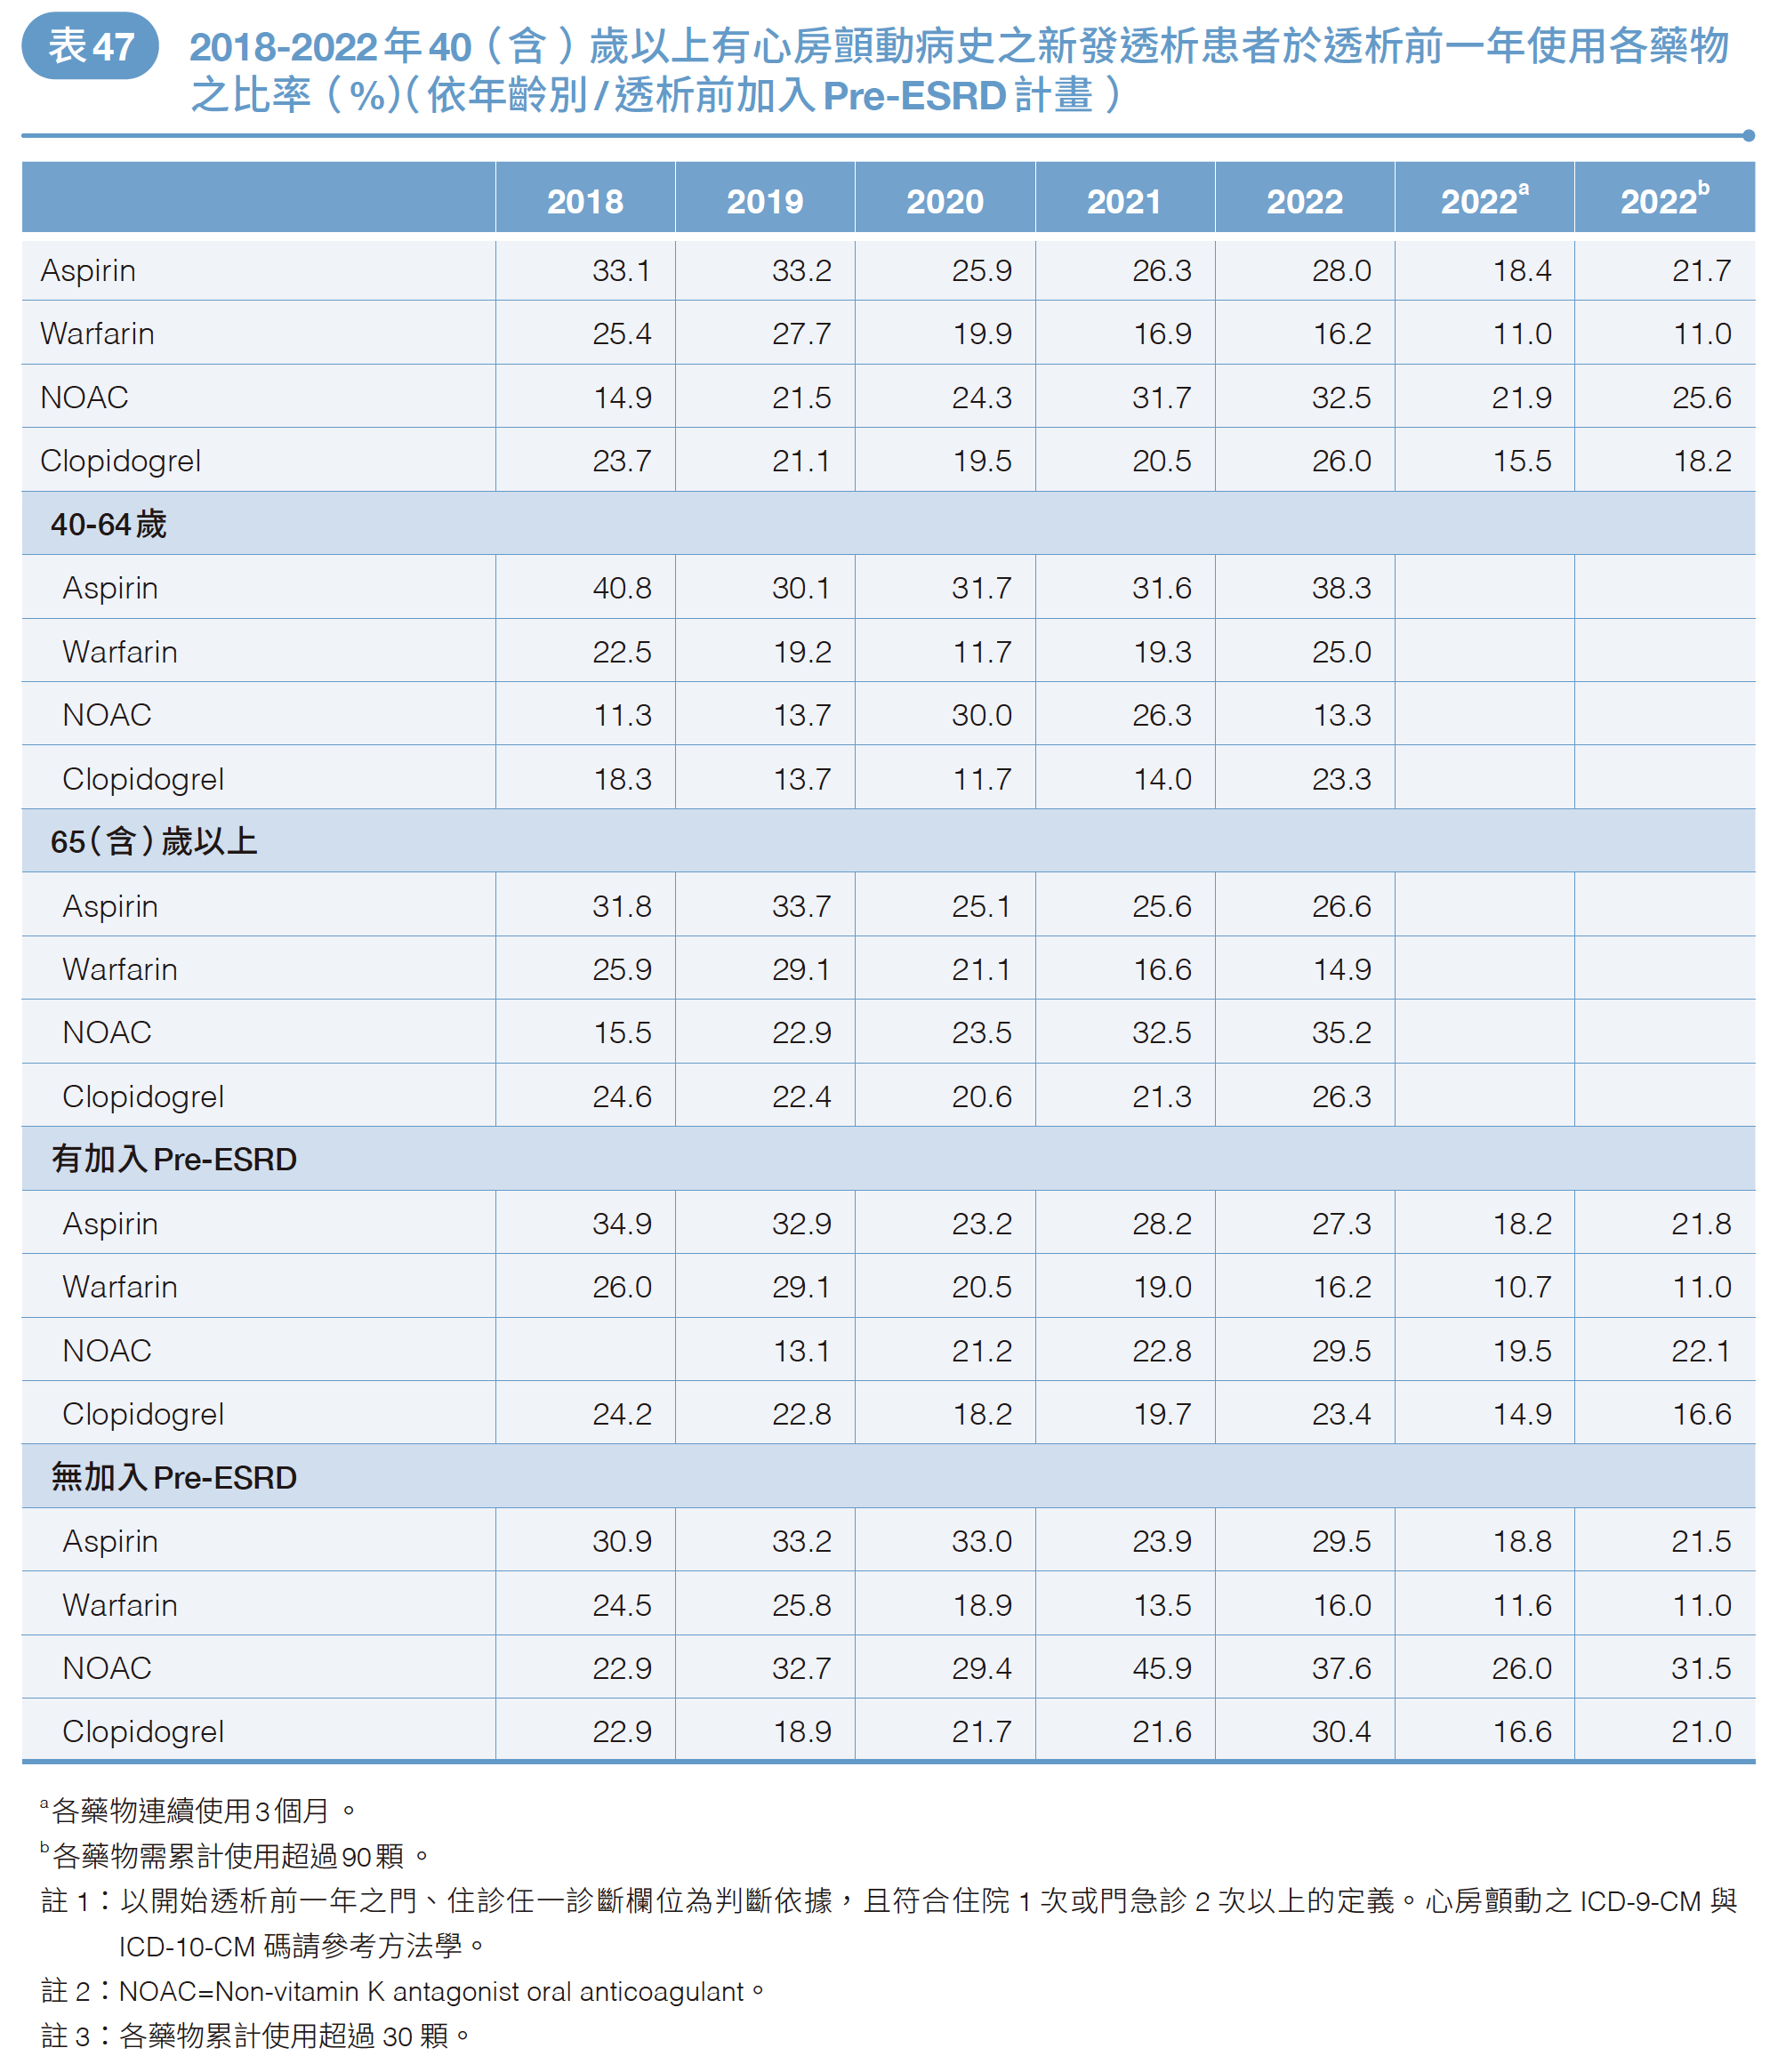 表47
2018-2022年40（含）歲以上有心房顫動病史之新發透析患者於透析前一年使用各藥物
之比率（%）（依年齡別/透析前加入Pre-ESRD計畫）
2018 2019 2020 2021 2022 2022a 2022b
Aspirin 33.1 33.2 25.9 26.3 28.0 18.4 21.7
Warfarin 25.4 27.7 19.9 16.9 16.2 11.0 11.0
NOAC 14.9 21.5 24.3 31.7 32.5 21.9 25.6
Clopidogrel 23.7 21.1 19.5 20.5 26.0 15.5 18.2
40-64歲
Aspirin 40.8 30.1 31.7 31.6 38.3
Warfarin 22.5 19.2 11.7 19.3 25.0
NOAC 11.3 13.7 30.0 26.3 13.3
Clopidogrel 18.3 13.7 11.7 14.0 23.3
65（含）歲以上
Aspirin 31.8 33.7 25.1 25.6 26.6
Warfarin 25.9 29.1 21.1 16.6 14.9
NOAC 15.5 22.9 23.5 32.5 35.2
Clopidogrel 24.6 22.4 20.6 21.3 26.3
有加入Pre-ESRD
Aspirin 34.9 32.9 23.2 28.2 27.3 18.2 21.8
Warfarin 26.0 29.1 20.5 19.0 16.2 10.7 11.0
NOAC 13.1 21.2 22.8 29.5 19.5 22.1
Clopidogrel 24.2 22.8 18.2 19.7 23.4 14.9 16.6
無加入Pre-ESRD
Aspirin 30.9 33.2 33.0 23.9 29.5 18.8 21.5
Warfarin 24.5 25.8 18.9 13.5 16.0 11.6 11.0
NOAC 22.9 32.7 29.4 45.9 37.6 26.0 31.5
Clopidogrel 22.9 18.9 21.7 21.6 30.4 16.6 21.0
a各藥物連續使用3個月。
b各藥物需累計使用超過90顆。
註 1：以開始透析前一年之門、住診任一診斷欄位為判斷依據，且符合住院 1 次或門急診 2 次以上的定義。心房顫動之 ICD-9-CM 與
ICD-10-CM 碼請參考方法學。
註 2：NOAC=Non-vitamin K antagonist oral anticoagulant。
註 3：各藥物累計使用超過 30 顆。